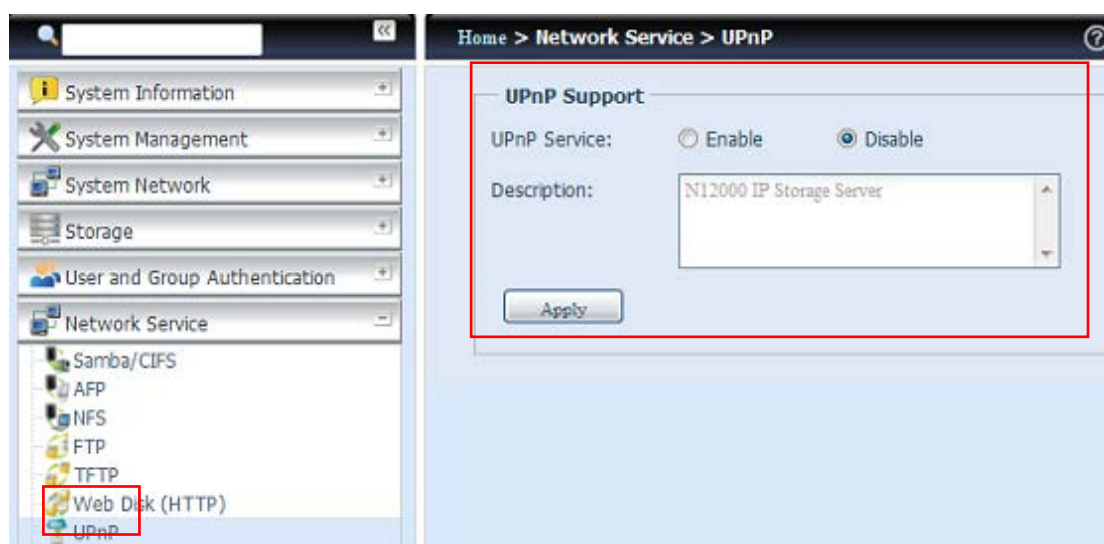 Home > Network Service > UPnP
System Information
System Management
System Network
Storage
User and Group Authentication
Network Service
Samba/CIFS
AFP
NFS
FTP
TFTP
Web Disk (HTTP)
UPnP
UPnP Support
UPnP Service: Enable Disable
Description: N12000 IP Storage Server
Apply